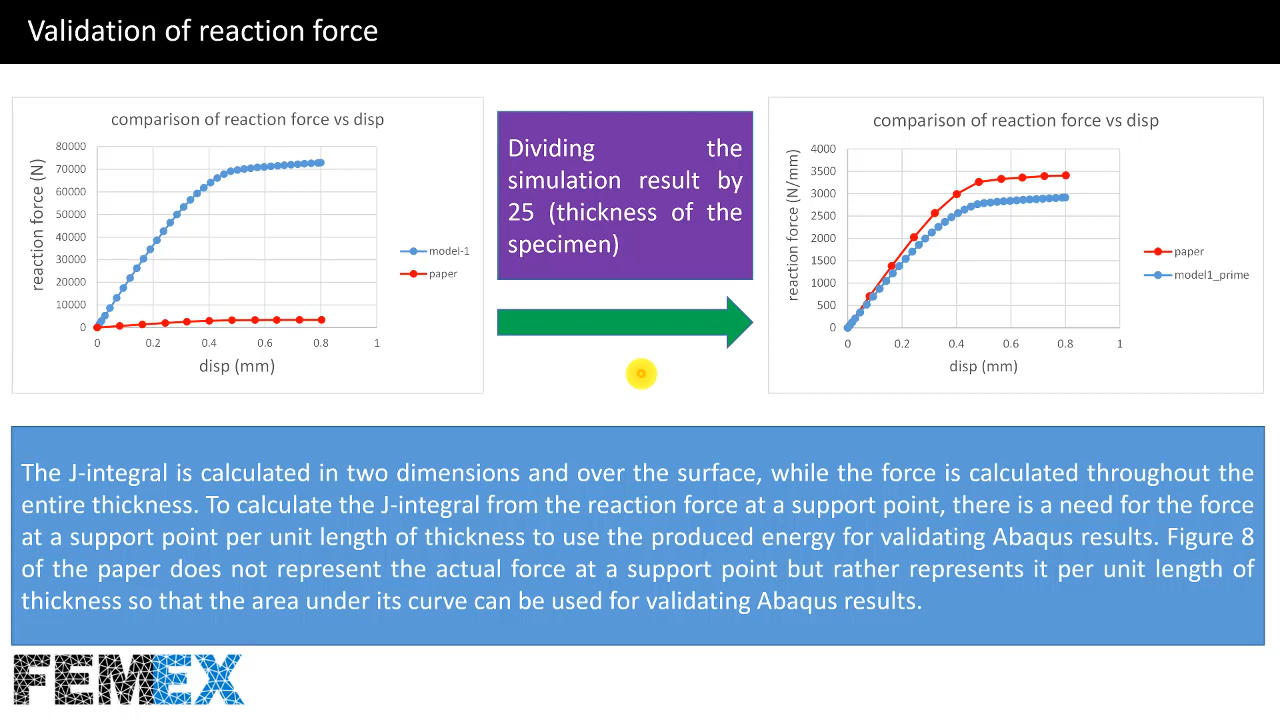 Validation of reaction force
comparison of reaction force vs disp
reaction force (N)
80000
70000
60000
50000
40000
30000
20000
10000
0
0 0.2 0.4 0.6 0.8 1
disp (mm)
model-1
paper
Dividing the
simulation result by
25 (thickness of the
specimen)
comparison of reaction force vs disp
reaction force (N/mm)
4000
3500
3000
2500
2000
1500
1000
500
0
0 0.2 0.4 0.6 0.8 1
disp (mm)
paper
model1_prime
The J-integral is calculated in two dimensions and over the surface, while the force is calculated throughout the
entire thickness. To calculate the J-integral from the reaction force at a support point, there is a need for the force
at a support point per unit length of thickness to use the produced energy for validating Abaqus results. Figure 8
of the paper does not represent the actual force at a support point but rather represents it per unit length of
thickness so that the area under its curve can be used for validating Abaqus results.
FEMEX